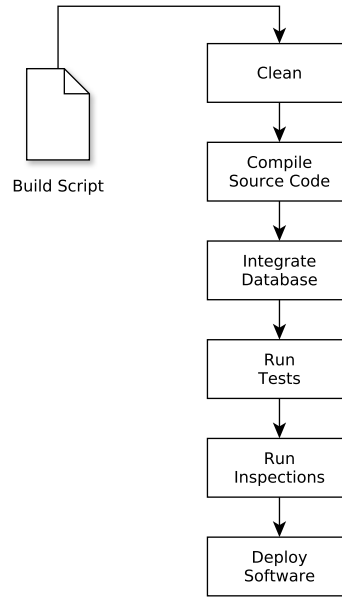 Clean
Build Script
Compile
Source Code
Integrate
Database
Run
Tests
Run
Inspections
Deploy
Software